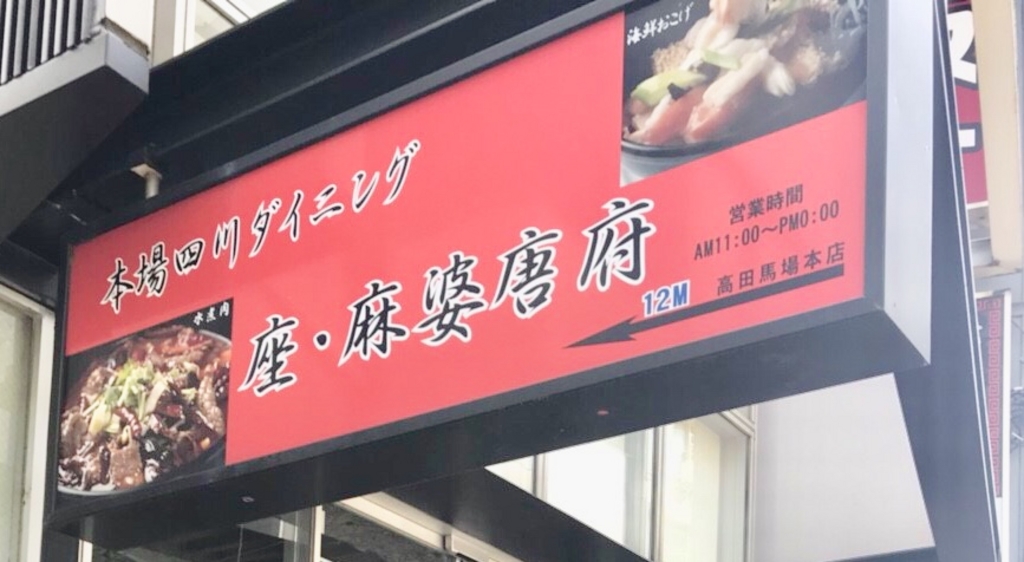 海鮮おこげ
本場四川ダイニング
水煮肉
座・麻婆唐府
営業時間
AM11:00〜PM0:00
12M
高田馬場本店